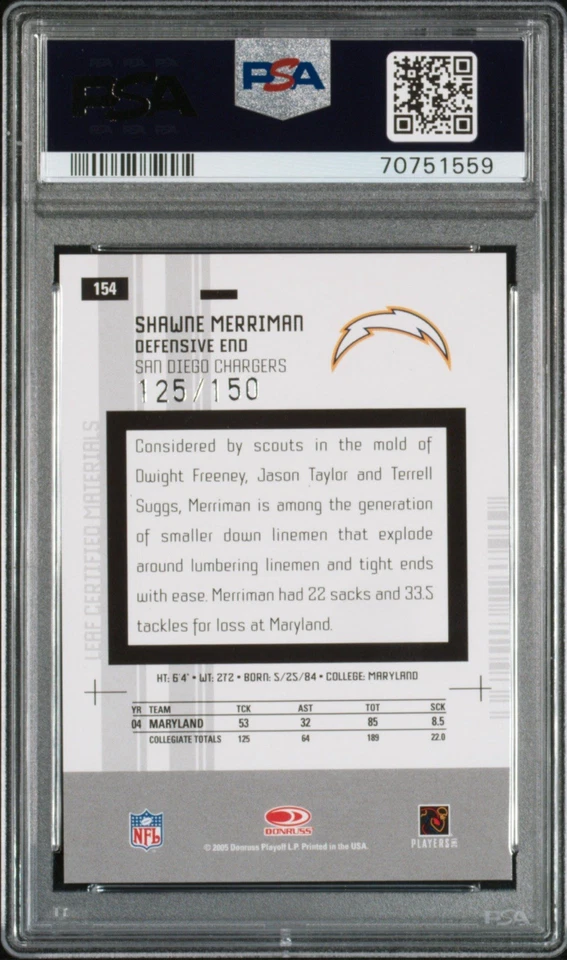 PSA
PSA
70751559
154
SHAWNE MERRIMAN
DEFENSIVE END
SAN DIEGO CHARGERS
125/150
LEAF CERTIFIED MATERIALS
Considered by scouts in the mold of
Dwight Freeney, Jason Taylor and Terrell
Suggs, Merriman is among the generation
of smaller down linemen that explode
around lumbering linemen and tight ends
with ease. Merriman had 22 sacks and 33.5
tackles for loss at Maryland.
HT: 6'4" • WT: 272 • BORN: 5/25/84 • COLLEGE: MARYLAND
YR TEAM TCK AST TOT SCK
04 MARYLAND 53 32 85 8.5
COLLEGIATE TOTALS 125 64 189 22.0
NFL
DONRUSS
PLAYERS INC
© 2005 Donruss Playoff L.P. Printed in the USA.
PSA